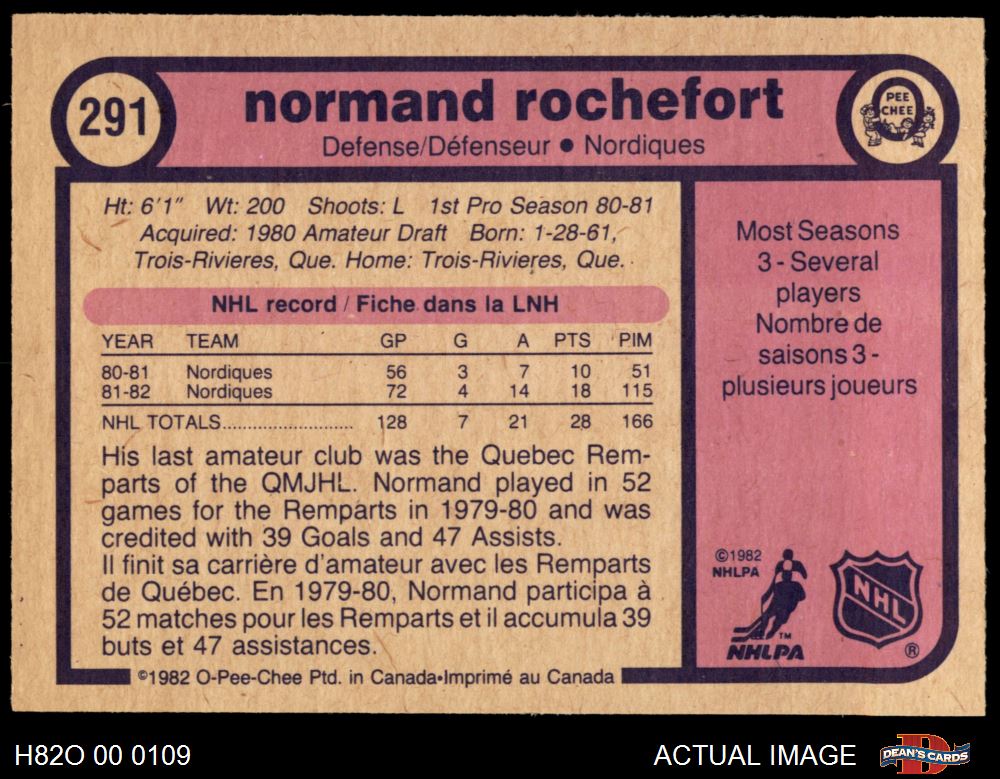 291
normand rochefort
Defense/Défenseur • Nordiques
O
PEE
CHEE
Ht: 6'1" Wt: 200 Shoots: L 1st Pro Season 80-81
Acquired: 1980 Amateur Draft Born: 1-28-61,
Trois-Rivieres, Que. Home: Trois-Rivieres, Que.
NHL record / Fiche dans la LNH
YEAR TEAM GP G A PTS PIM
80-81 Nordiques 56 3 7 10 51
81-82 Nordiques 72 4 14 18 115
NHL TOTALS.......................... 128 7 21 28 166
His last amateur club was the Quebec Rem-
parts of the QMJHL. Normand played in 52
games for the Remparts in 1979-80 and was
credited with 39 Goals and 47 Assists.
Il finit sa carrière d'amateur avec les Remparts
de Québec. En 1979-80, Normand participa à
52 matches pour les Remparts et il accumula 39
buts et 47 assistances.
©1982 O-Pee-Chee Ptd. in Canada•Imprimé au Canada
Most Seasons
3 - Several
players
Nombre de
saisons 3 -
plusieurs joueurs
©1982
NHLPA
TM
NHLPA
NHL
®
H82O 00 0109
ACTUAL IMAGE
D
DEAN'S CARDS